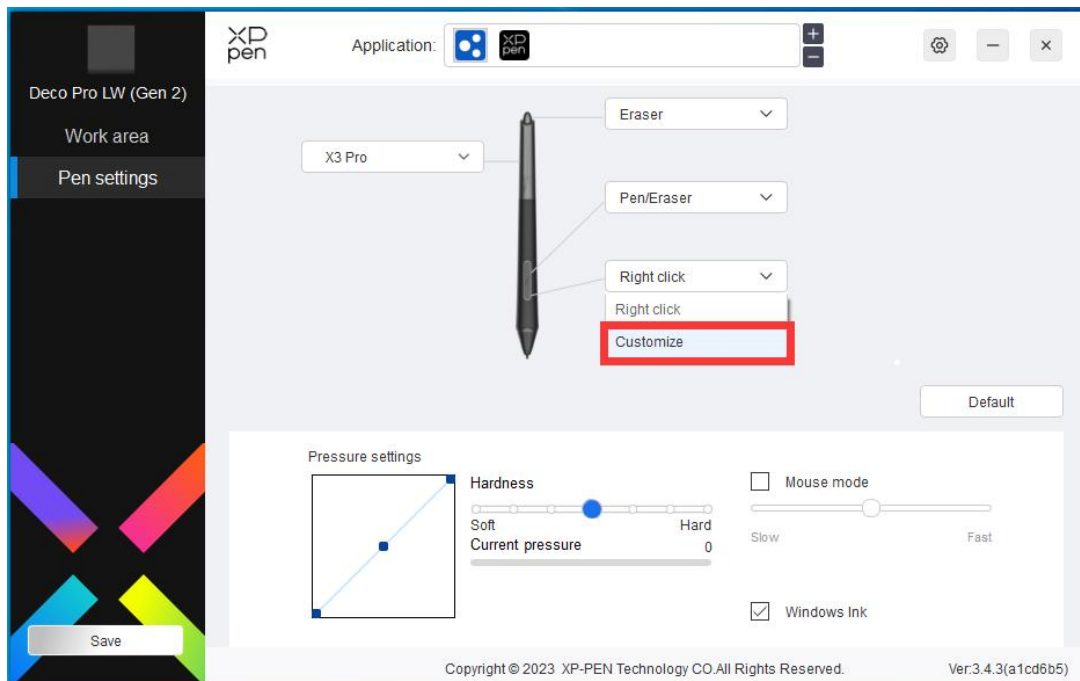 XP
pen
Application:
XP
pen
Deco Pro LW (Gen 2)
Work area
Pen settings
Save
X3 Pro
Eraser
Pen/Eraser
Right click
Right click
Customize
Default
Pressure settings
Hardness
Soft Hard
Current pressure 0
Mouse mode
Slow Fast
Windows Ink
Copyright © 2023 XP-PEN Technology CO.All Rights Reserved.
Ver:3.4.3(a1cd6b5)